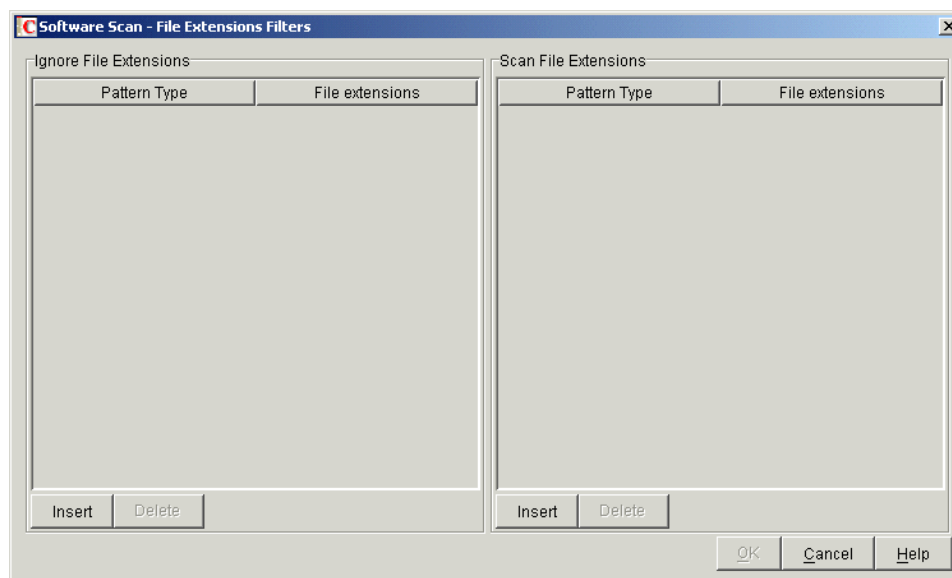 Software Scan - File Extensions Filters
Ignore File Extensions
Pattern Type File extensions
Insert Delete
Scan File Extensions
Pattern Type File extensions
Insert Delete
OK Cancel Help